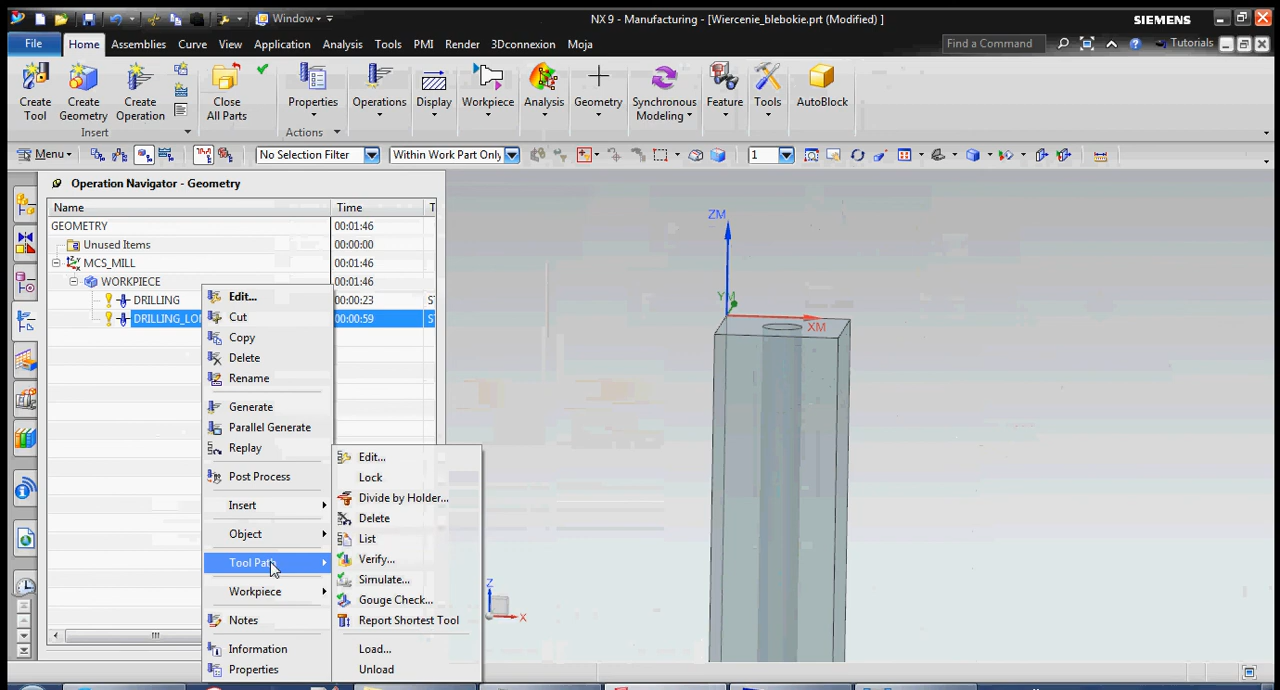 Window
NX 9 - Manufacturing - [Wiercenie_blebokie.prt (Modified) ]
SIEMENS
File
Home
Assemblies
Curve
View
Application
Analysis
Tools
PMI
Render
3Dconnexion
Moja
Find a Command
Tutorials
Create Tool
Create Geometry
Create Operation
Close All Parts
Properties
Operations
Display
Workpiece
Analysis
Geometry
Synchronous Modeling
Feature
Tools
AutoBlock
Insert
Actions
Menu
No Selection Filter
Within Work Part Only
1
Operation Navigator - Geometry
Name
Time
T
GEOMETRY
00:01:46
Unused Items
00:00:00
MCS_MILL
00:01:46
WORKPIECE
00:01:46
DRILLING
00:00:23
S
DRILLING_LO
00:00:59
S
Edit...
Cut
Copy
Delete
Rename
Generate
Parallel Generate
Replay
Post Process
Insert
Object
Tool Path
Workpiece
Notes
Information
Properties
Edit...
Lock
Divide by Holder...
Delete
List
Verify...
Simulate...
Gouge Check...
Report Shortest Tool
Load...
Unload
ZM
YM
XM
Z
X